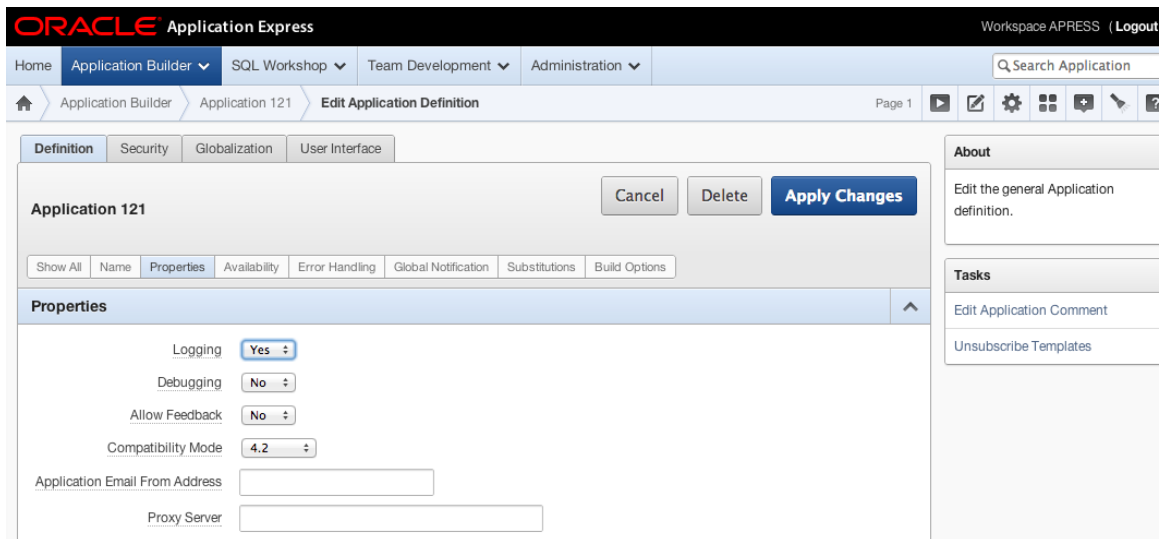 ORACLE Application Express
Workspace APRESS ( Logout
Home Application Builder SQL Workshop Team Development Administration Search Application
Application Builder Application 121 Edit Application Definition Page 1
Definition Security Globalization User Interface
Application 121 Cancel Delete Apply Changes
Show All Name Properties Availability Error Handling Global Notification Substitutions Build Options
Properties
Logging Yes
Debugging No
Allow Feedback No
Compatibility Mode 4.2
Application Email From Address
Proxy Server
About
Edit the general Application
definition.
Tasks
Edit Application Comment
Unsubscribe Templates